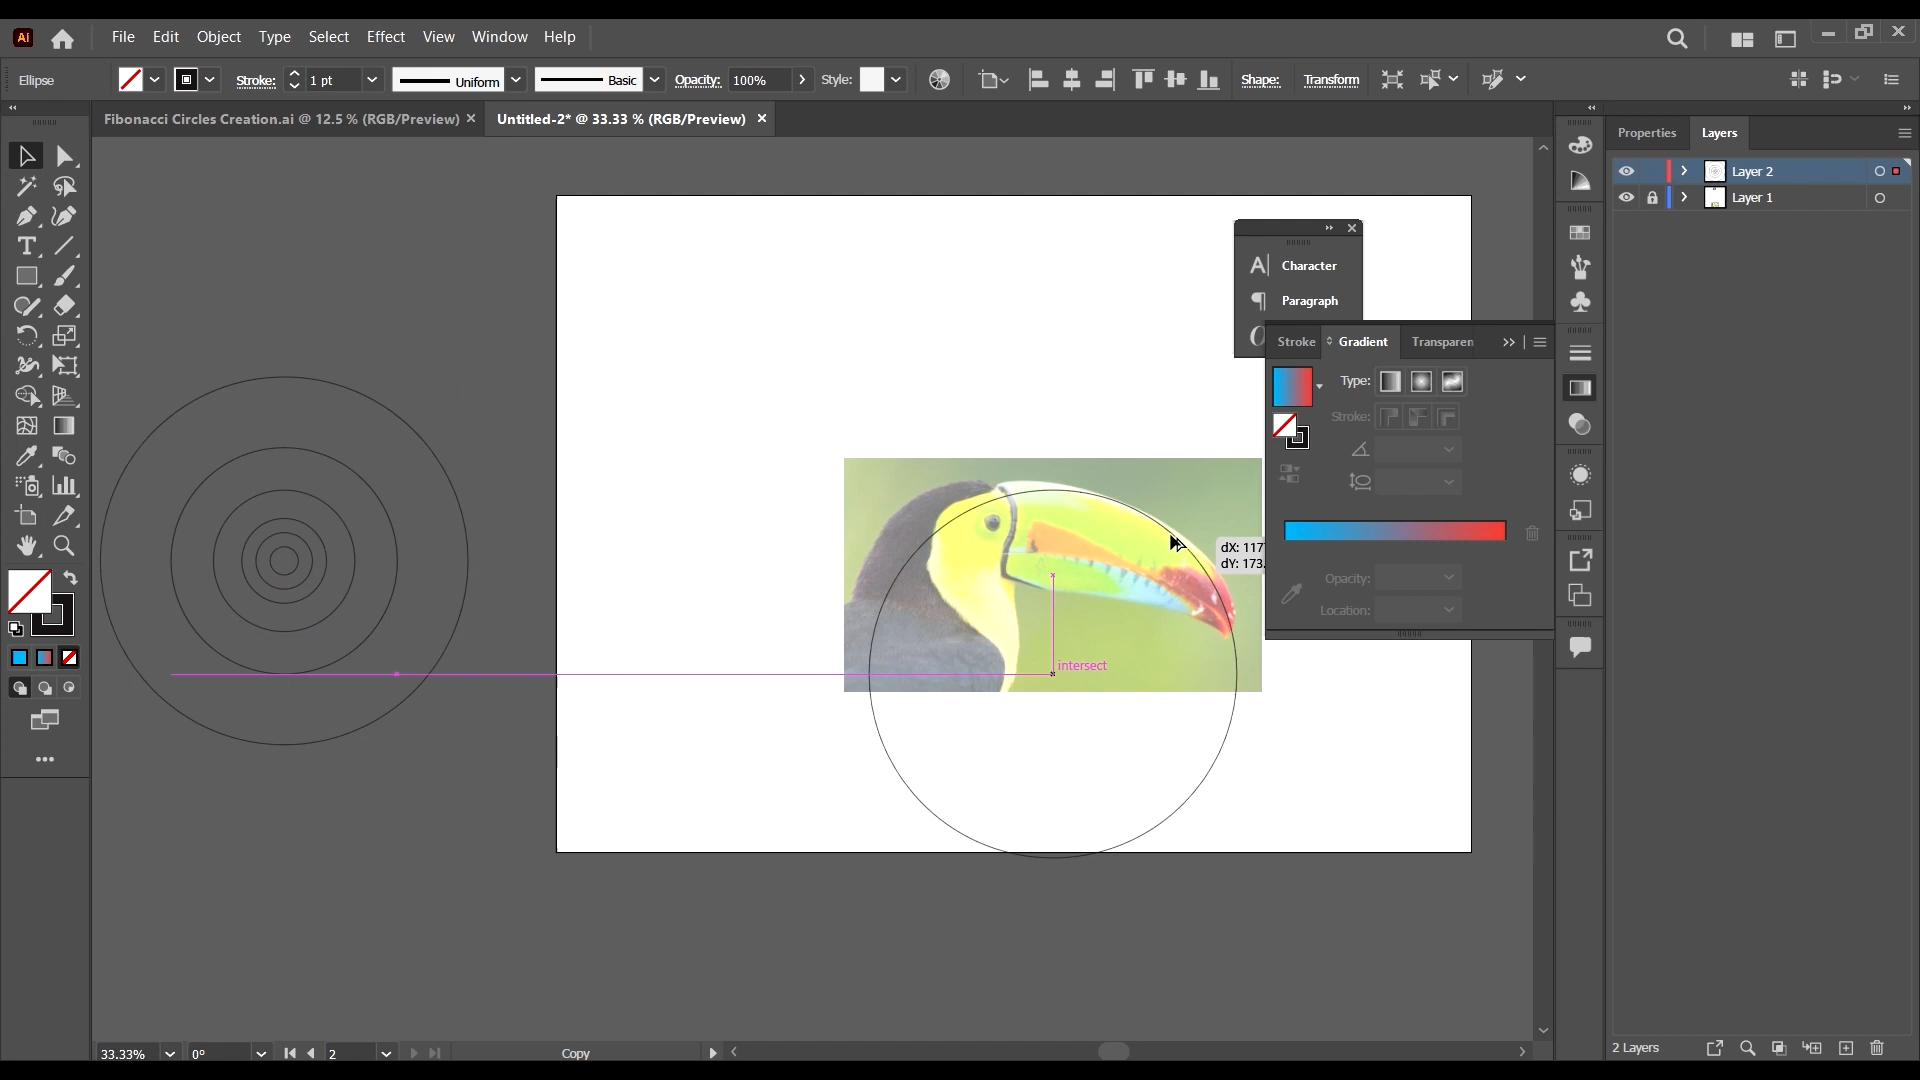 Ai
File Edit Object Type Select Effect View Window Help
Ellipse Stroke: 1 pt Uniform Basic Opacity: 100% Style: Shape: Transform
Fibonacci Circles Creation.ai @ 12.5 % (RGB/Preview) Untitled-2* @ 33.33 % (RGB/Preview)
Properties Layers
Layer 2
Layer 1
Character
Paragraph
Stroke Gradient Transparen
Type:
Stroke:
dX: 117
dY: 173.
Opacity:
Location:
intersect
33.33% 0° 2 Copy
2 Layers